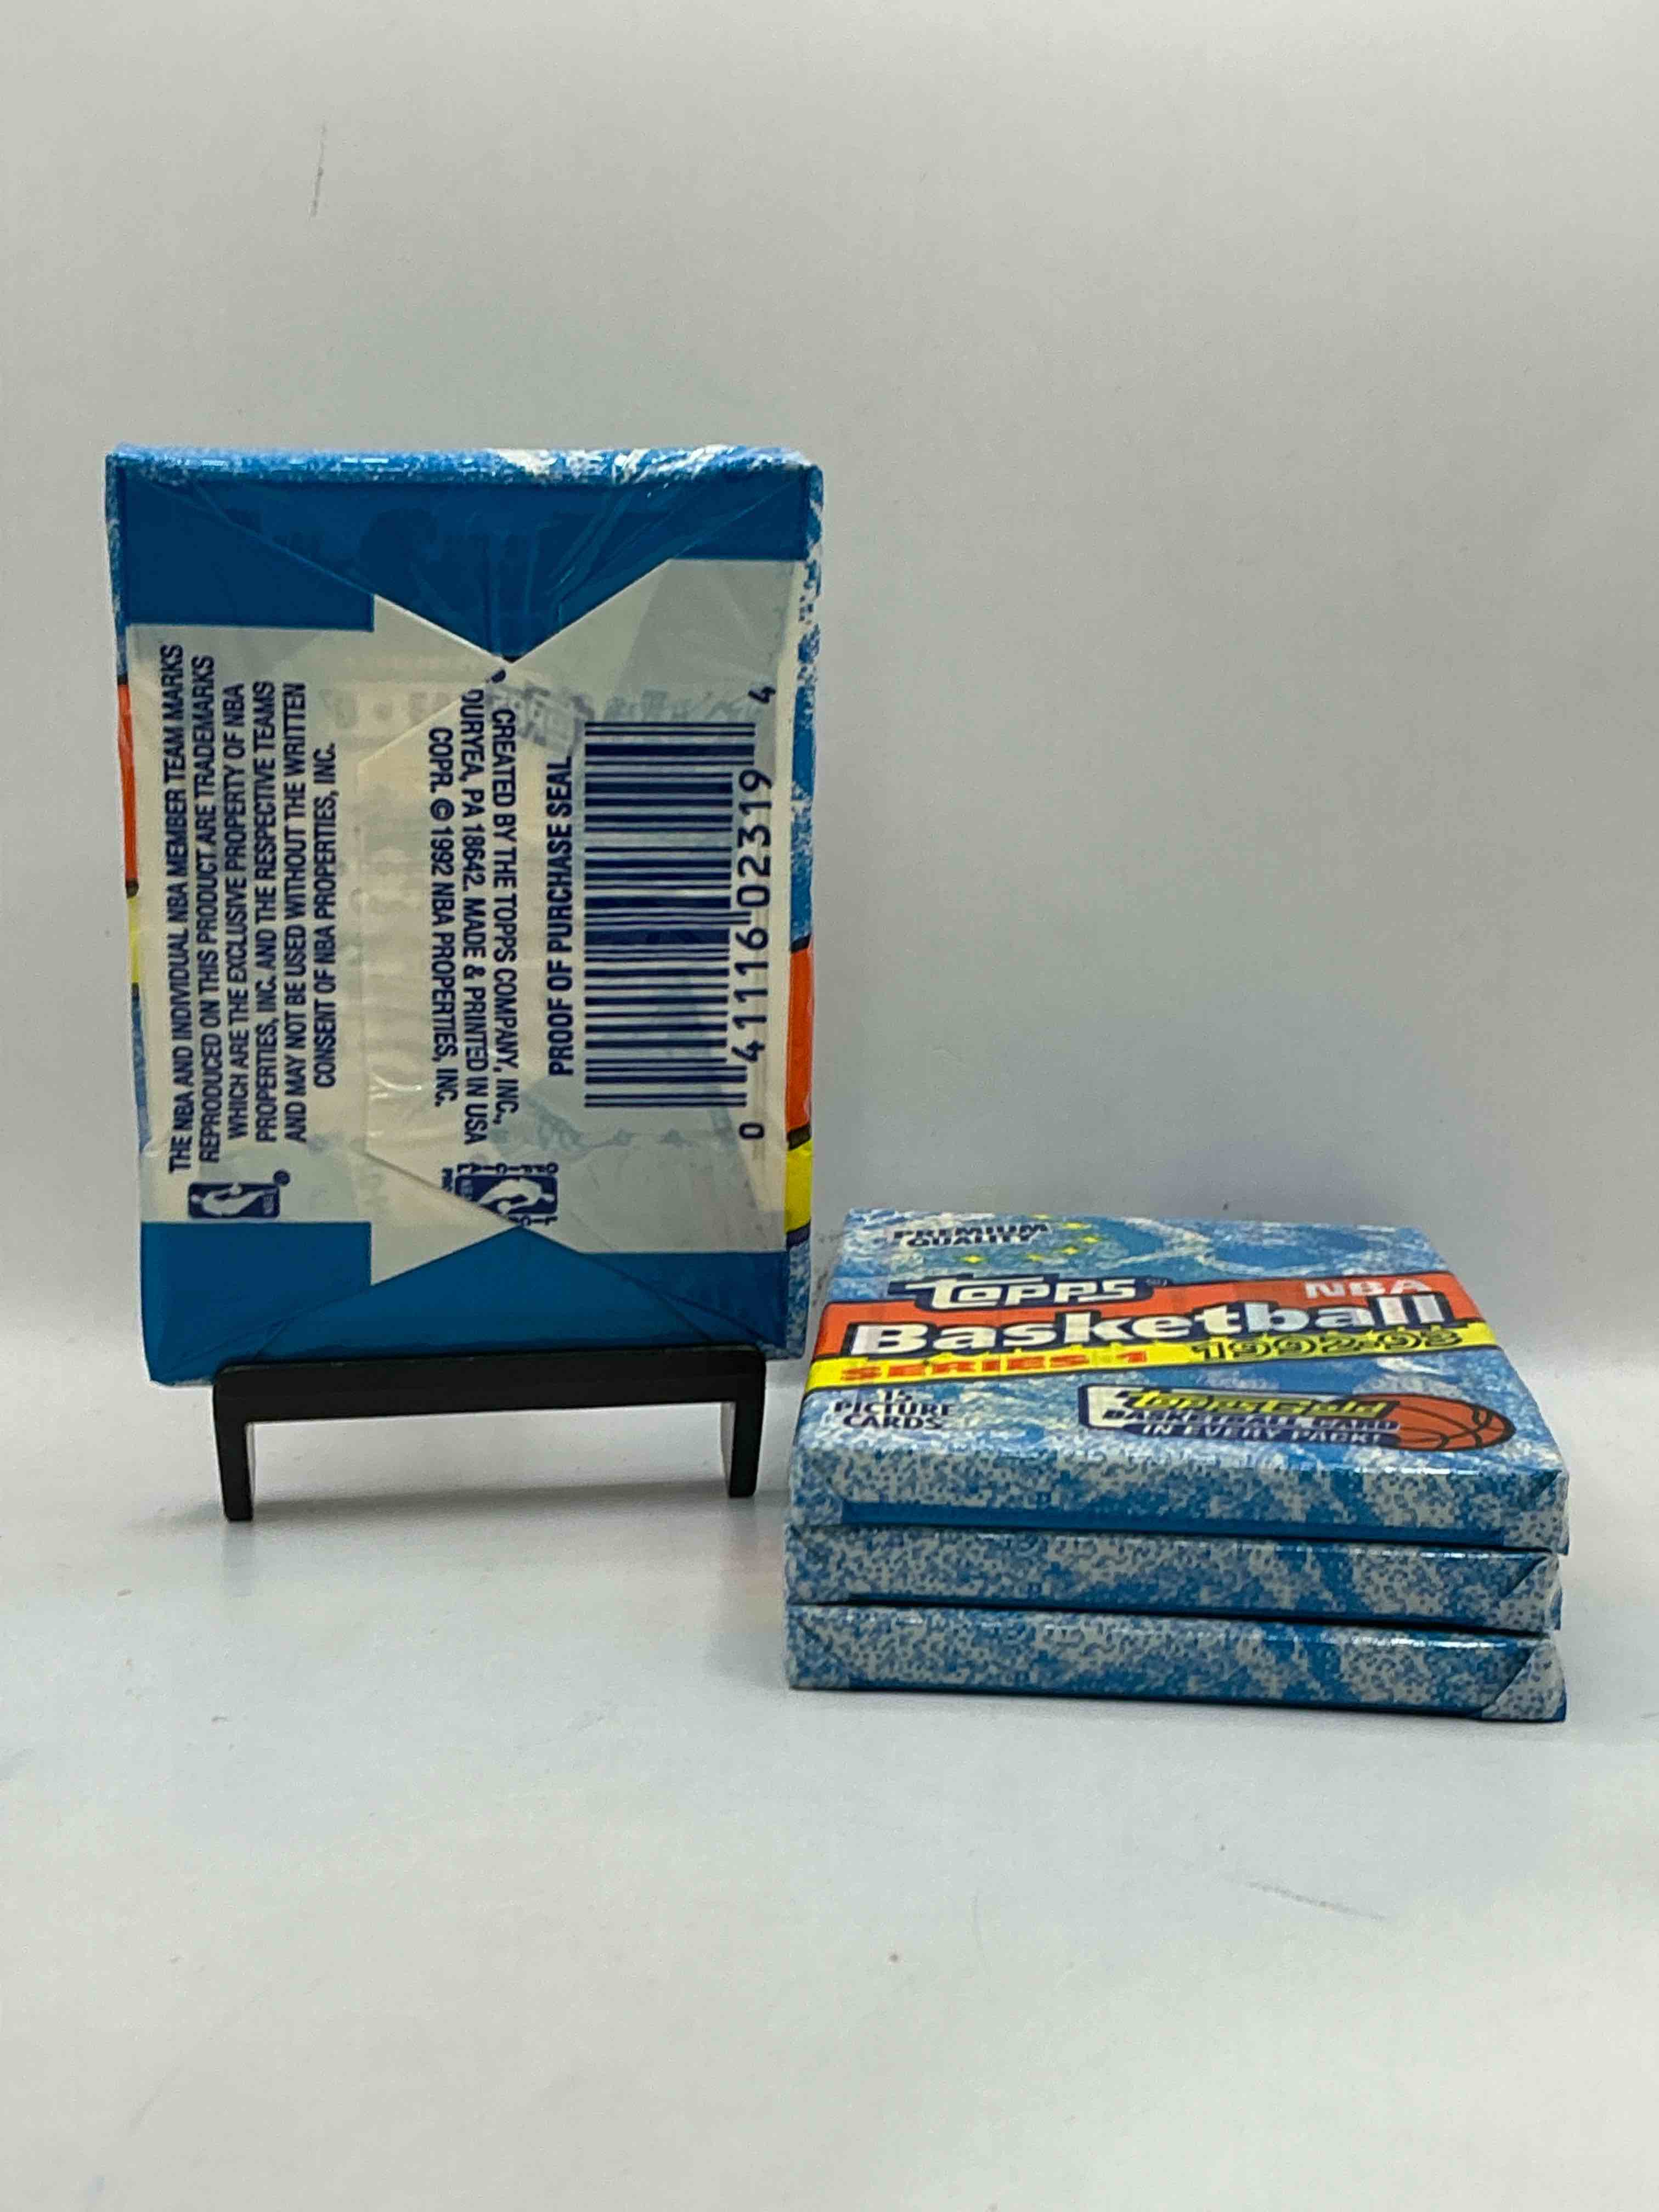 THE NBA AND INDIVIDUAL NBA MEMBER TEAM MARKS
REPRODUCED ON THIS PRODUCT ARE TRADEMARKS
WHICH ARE THE EXCLUSIVE PROPERTY OF NBA
PROPERTIES, INC. AND THE RESPECTIVE TEAMS
AND MAY NOT BE USED WITHOUT THE WRITTEN
CONSENT OF NBA PROPERTIES, INC.
CREATED BY THE TOPPS COMPANY, INC.,
DURYEA, PA 18642. MADE & PRINTED IN USA
COPR. © 1992 NBA PROPERTIES, INC.
PROOF OF PURCHASE SEAL
0 41116 02319 4
PREMIUM
QUALITY
Topps
NBA
Basketball
SERIES 1 1992-93
15
PICTURE
CARDS
Topps Gold
BASKETBALL CARD
IN EVERY PACK!